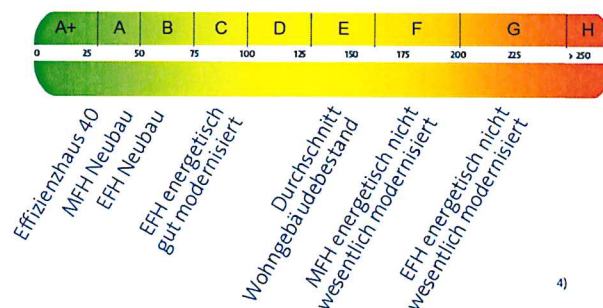 A+ A B C D E F G H
0 25 50 75 100 125 150 175 200 225 > 250
Effizienzhaus 40
MFH Neubau
EFH Neubau
EFH energetisch
gut modernisiert
Durchschnitt
Wohngebäudebestand
MFH energetisch nicht
wesentlich modernisiert
EFH energetisch nicht
wesentlich modernisiert
4)